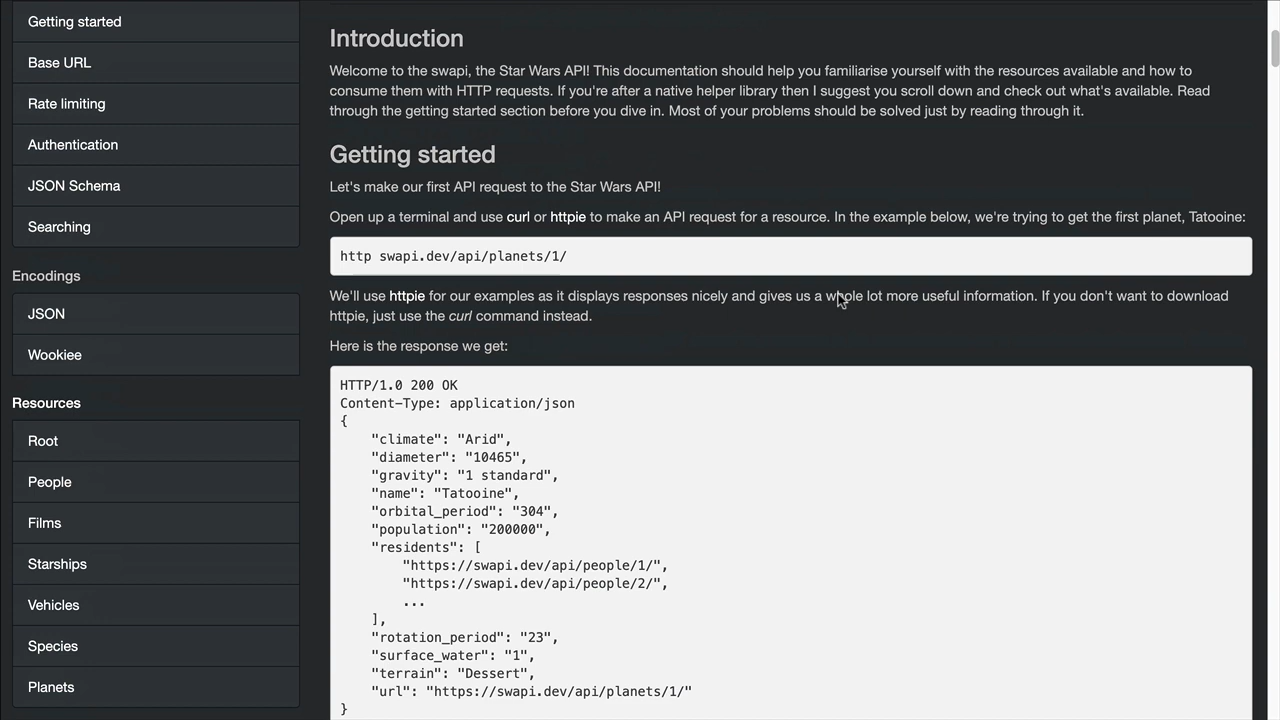 Getting started
Base URL
Rate limiting
Authentication
JSON Schema
Searching
Encodings
JSON
Wookiee
Resources
Root
People
Films
Starships
Vehicles
Species
Planets
Introduction
Welcome to the swapi, the Star Wars API! This documentation should help you familiarise yourself with the resources available and how to
consume them with HTTP requests. If you're after a native helper library then I suggest you scroll down and check out what's available. Read
through the getting started section before you dive in. Most of your problems should be solved just by reading through it.
Getting started
Let's make our first API request to the Star Wars API!
Open up a terminal and use curl or httpie to make an API request for a resource. In the example below, we're trying to get the first planet, Tatooine:
http swapi.dev/api/planets/1/
We'll use httpie for our examples as it displays responses nicely and gives us a whole lot more useful information. If you don't want to download
httpie, just use the curl command instead.
Here is the response we get:
HTTP/1.0 200 OK
Content-Type: application/json
{
    "climate": "Arid",
    "diameter": "10465",
    "gravity": "1 standard",
    "name": "Tatooine",
    "orbital_period": "304",
    "population": "200000",
    "residents": [
        "https://swapi.dev/api/people/1/",
        "https://swapi.dev/api/people/2/",
        ...
    ],
    "rotation_period": "23",
    "surface_water": "1",
    "terrain": "Dessert",
    "url": "https://swapi.dev/api/planets/1/"
}